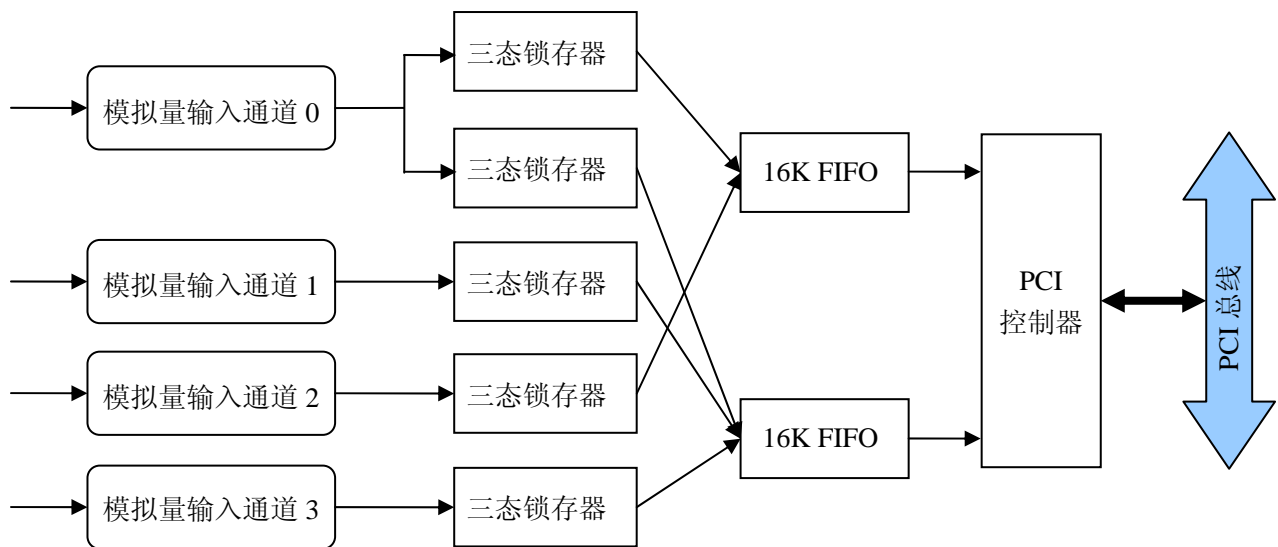 三态锁存器
模拟量输入通道 0
三态锁存器
16K FIFO
模拟量输入通道 1
三态锁存器
PCI
控制器
PCI 总线
模拟量输入通道 2
三态锁存器
16K FIFO
模拟量输入通道 3
三态锁存器